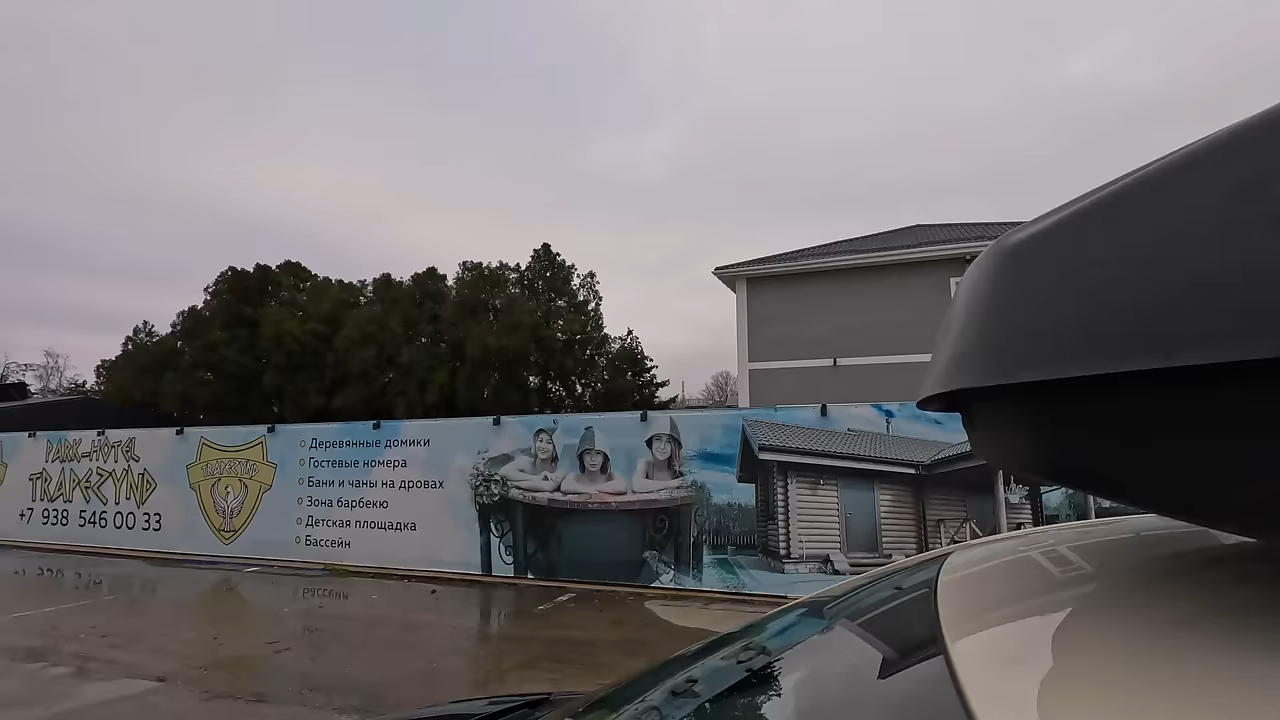 PARK-HOTEL
TRAPEZYND
+7 938 546 00 33
TRAPEZYND
Деревянные домики
Гостевые номера
Бани и чаны на дровах
Зона барбекю
Детская площадка
Бассейн